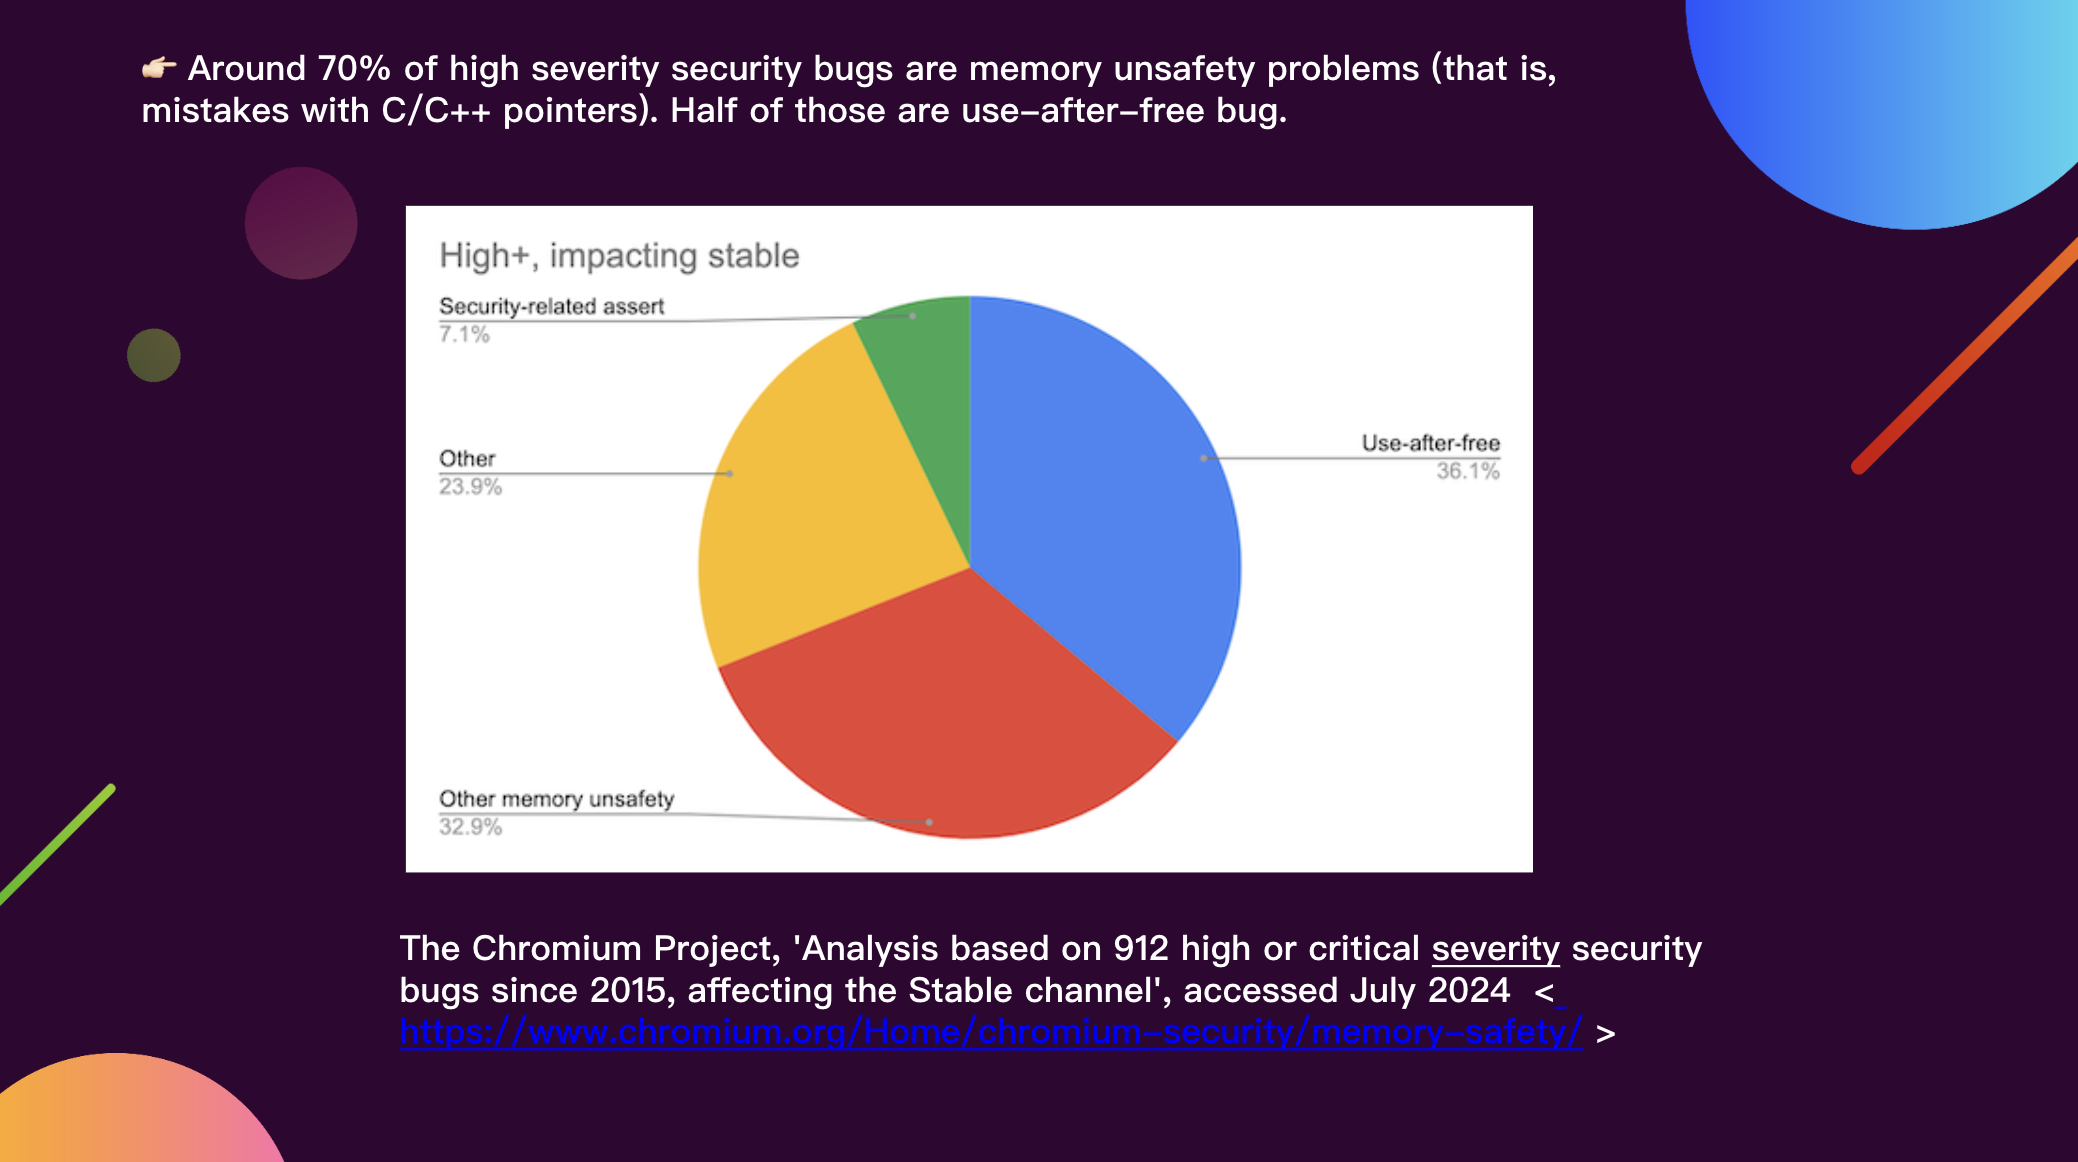 👉🏻 Around 70% of high severity security bugs are memory unsafety problems (that is,
mistakes with C/C++ pointers). Half of those are use-after-free bug.
High+, impacting stable
Security-related assert
7.1%
Other
23.9%
Use-after-free
36.1%
Other memory unsafety
32.9%
The Chromium Project, 'Analysis based on 912 high or critical severity security
bugs since 2015, affecting the Stable channel', accessed July 2024 <
https://www.chromium.org/Home/chromium-security/memory-safety/ >